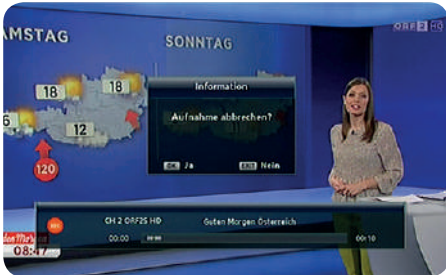 AMSTAG
SONNTAG
ORF 2 HD
18
18
6
12
120
Information
Aufnahme abbrechen?
OK Ja
EXIT Nein
REC
CH 2 ORF2S HD
Guten Morgen Österreich
00:00
00:10
08:47